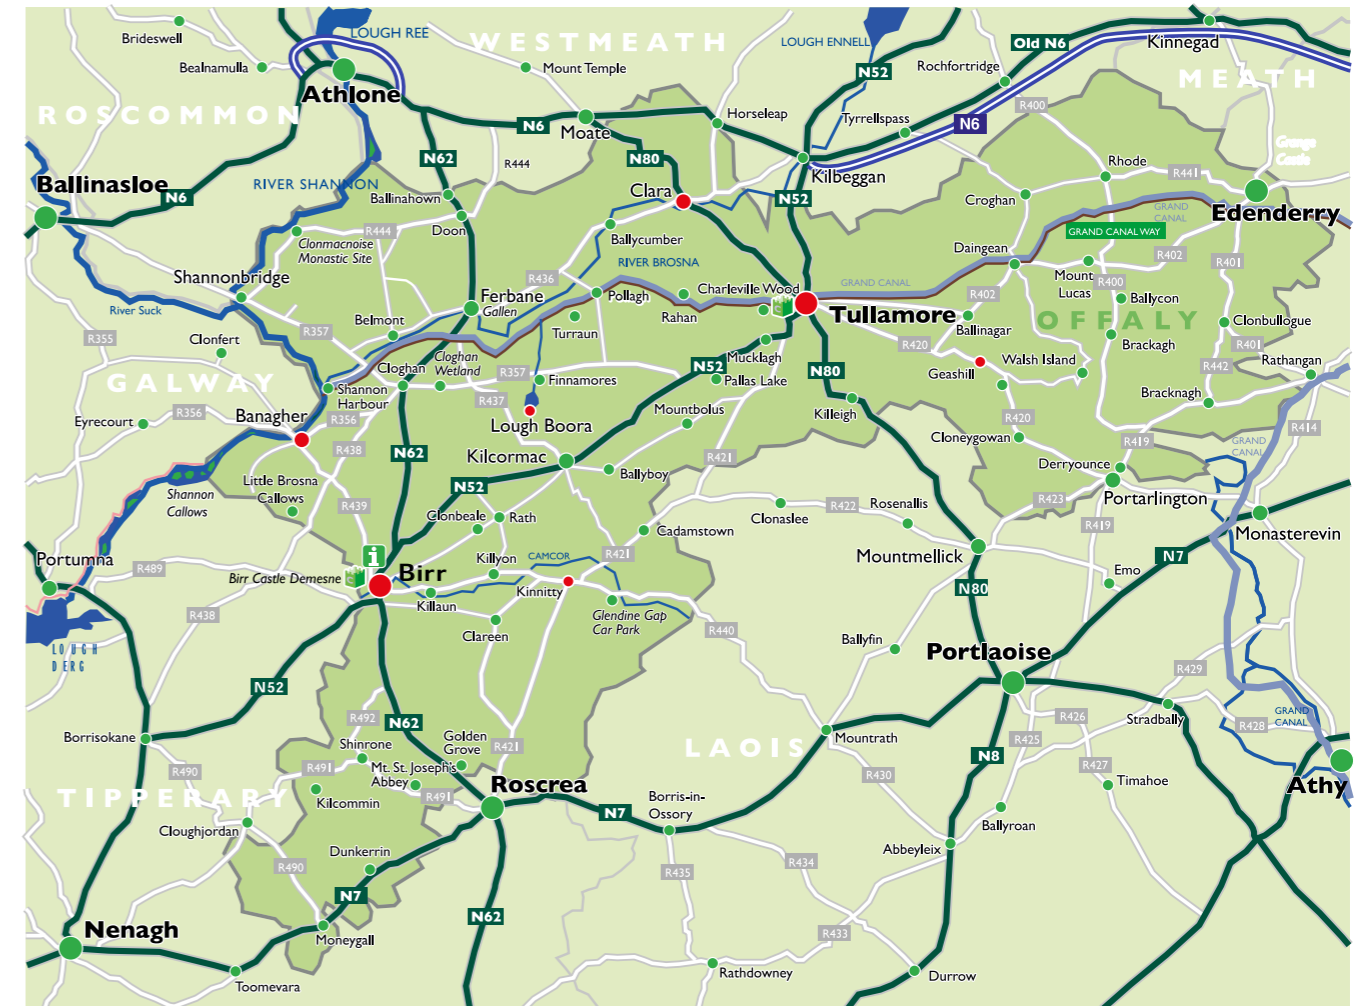 Brideswell
LOUGH REE
WESTMEATH
LOUGH ENNELL
Old N6
Kinnegad
Bealnamulla
Mount Temple
N52
Rochfortridge
MEATH
Athlone
ROSCOMMON
N6
Moate
Horseleap
Tyrrellspass
N6
R400
N62
R444
N80
Kilbeggan
Rhode
R441
Grange
Castle
Ballinasloe
N6
RIVER SHANNON
Ballinahown
Clara
N52
Croghan
GRAND
CANAL
Edenderry
Clonmacnoise
Monastic Site
R444
Doon
Ballycumber
GRAND CANAL WAY
Daingean
R402
RIVER BROSNA
R401
Shannonbridge
R436
Charleville Wood
GRAND CANAL
Mount
Lucas
R400
River Suck
Ferbane
Gallen
Pollagh
Rahan
R402
Ballycon
Tullamore
OFFALY
Clonbullogue
R355
Clonfert
R357
Belmont
Turraun
Ballinagar
Brackagh
R401
Cloghan
Wetland
Mucklagh
R420
Walsh Island
Rathangan
GALWAY
Cloghan
R357
Finnamores
N52
Pallas Lake
N80
Geashill
R442
Shannon
Harbour
R437
Bracknagh
Eyrecourt
R356
Banagher
R356
Lough Boora
Mountbolus
Killeigh
R420
R414
R438
N62
Kilcormac
R421
Cloneygowan
R419
GRAND
CANAL
Little Brosna
Callows
Ballyboy
Derryounce
Shannon
Callows
N52
R439
Portarlington
Clonbeale
Rath
Cadamstown
Clonaslee
R422
Rosenallis
R423
R419
Monasterevin
Portumna
R489
Killyon
CAMCOR
R421
Mountmellick
N7
Birr Castle Demesne
Birr
Kinnitty
Emo
Killaun
N80
R438
Clareen
Glendine Gap
Car Park
R440
Ballyfin
LOUGH
DERG
Portlaoise
R429
N52
R492
N62
Golden
Grove
R426
Stradbally
R428
GRAND
CANAL
Borrisokane
Shinrone
R421
LAOIS
Mountrath
R425
R490
R491
Mt. St. Joseph's
Abbey
N8
R427
R430
Timahoe
Athy
TIPPERARY
Kilcommin
R491
Roscrea
Borris-in-
Ossory
N7
Cloughjordan
Ballyroan
Dunkerrin
Abbeyleix
R490
R435
R434
N7
N62
Nenagh
Moneygall
R433
Rathdowney
Durrow
Toomevara